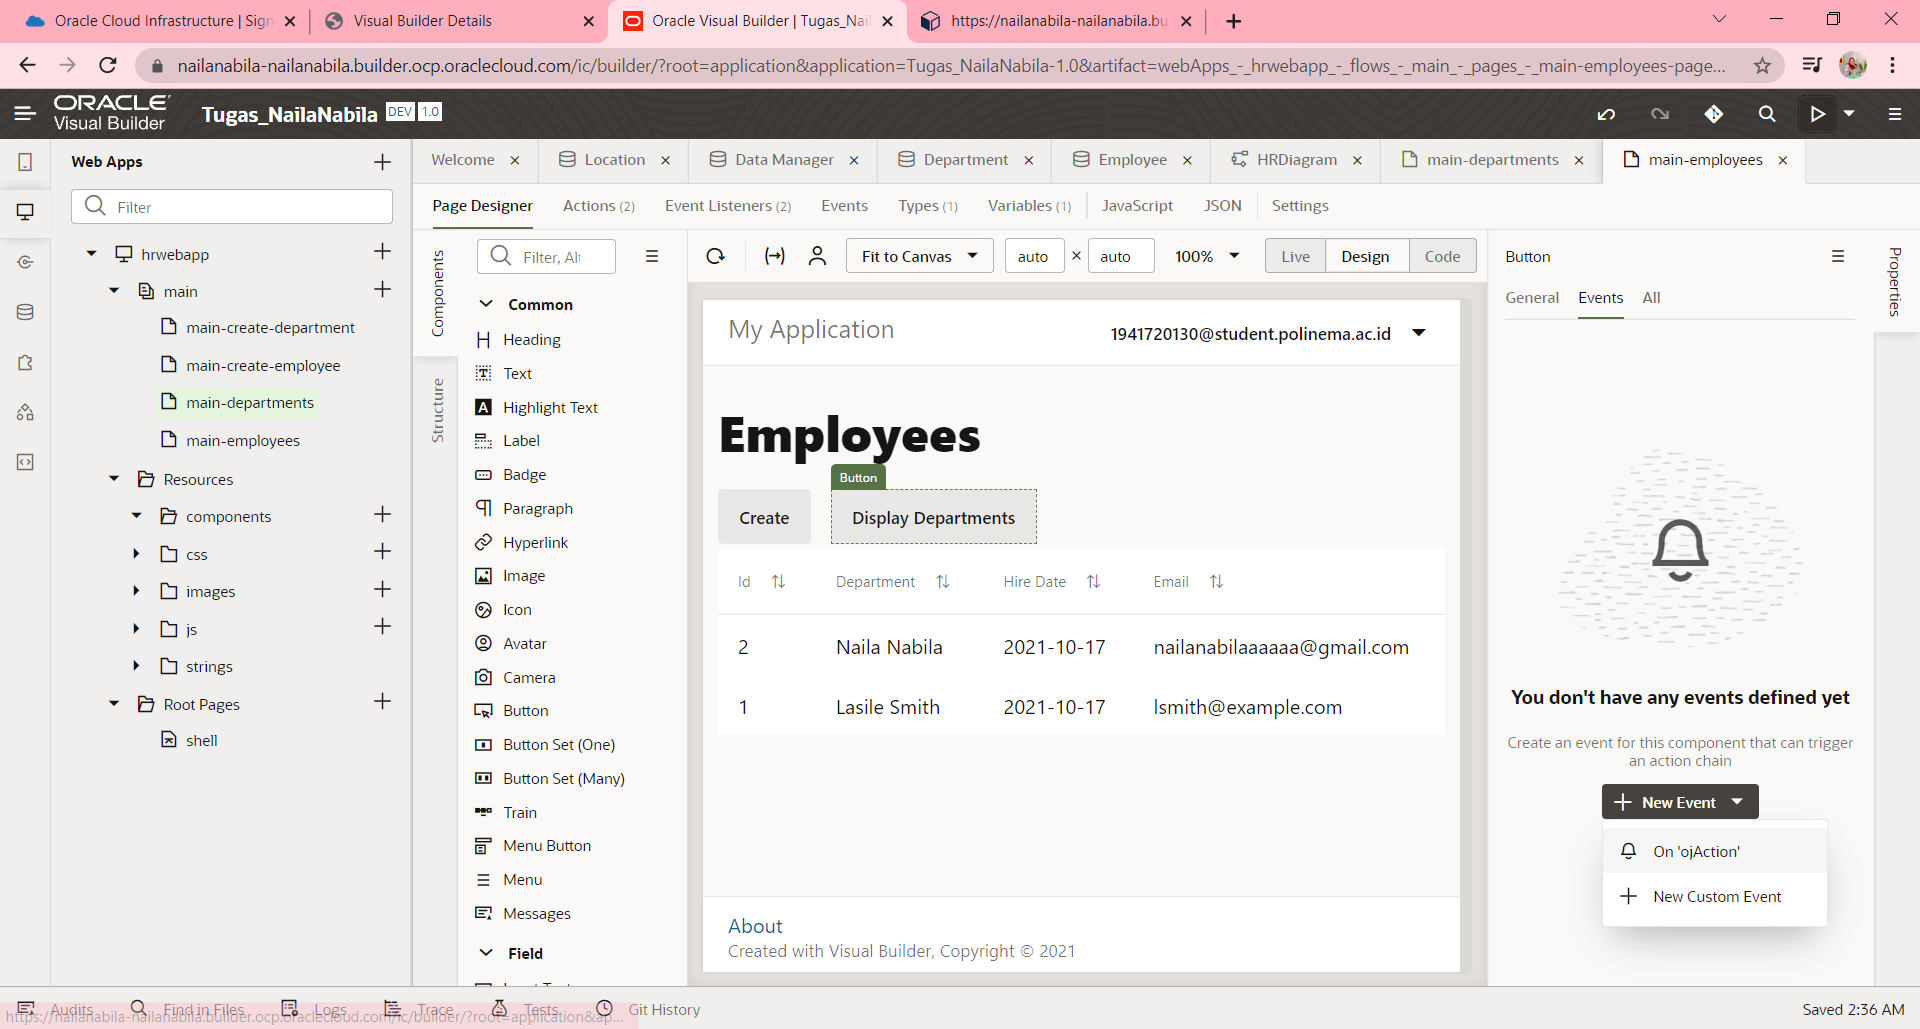 Oracle Cloud Infrastructure | Sign
Visual Builder Details
Oracle Visual Builder | Tugas_Nail
https://nailanabila-nailanabila.bu
nailanabila-nailanabila.builder.ocp.oraclecloud.com/ic/builder/?root=application&application=Tugas_NailaNabila-1.0&artifact=webApps_-_hrwebapp_-_flows_-_main_-_pages_-_main-employees-page...
ORACLE
Visual Builder
Tugas_NailaNabila DEV 1.0
Web Apps
Filter
hrwebapp
main
main-create-department
main-create-employee
main-departments
main-employees
Resources
components
css
images
js
strings
Root Pages
shell
Welcome
Location
Data Manager
Department
Employee
HRDiagram
main-departments
main-employees
Page Designer
Actions (2)
Event Listeners (2)
Events
Types (1)
Variables (1)
JavaScript
JSON
Settings
Components
Structure
Filter, Al
Common
Heading
Text
Highlight Text
Label
Badge
Paragraph
Hyperlink
Image
Icon
Avatar
Camera
Button
Button Set (One)
Button Set (Many)
Train
Menu Button
Menu
Messages
Field
Fit to Canvas
auto × auto
100%
Live
Design
Code
My Application
1941720130@student.polinema.ac.id
Employees
Button
Create
Display Departments
Id Department Hire Date Email
2 Naila Nabila 2021-10-17 nailanabilaaaaaa@gmail.com
1 Lasile Smith 2021-10-17 lsmith@example.com
About
Created with Visual Builder, Copyright © 2021
Button
General
Events
All
Properties
You don't have any events defined yet
Create an event for this component that can trigger
an action chain
New Event
On 'ojAction'
New Custom Event
Audits
Find in Files
Logs
Trace
Tests
Git History
Saved 2:36 AM
https://nailanabila-nailanabila.builder.ocp.oraclecloud.com/ic/builder/?root=application&ap...